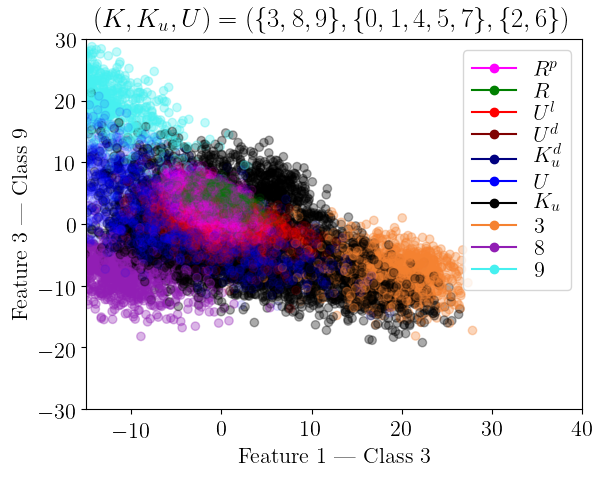 (K, K_u, U) = ({3, 8, 9}, {0, 1, 4, 5, 7}, {2, 6})
30
20
10
0
−10
−20
−30
Feature 3 — Class 9
R^p
R
U^l
U^d
K_u^d
U
K_u
3
8
9
−10
0
10
20
30
40
Feature 1 — Class 3